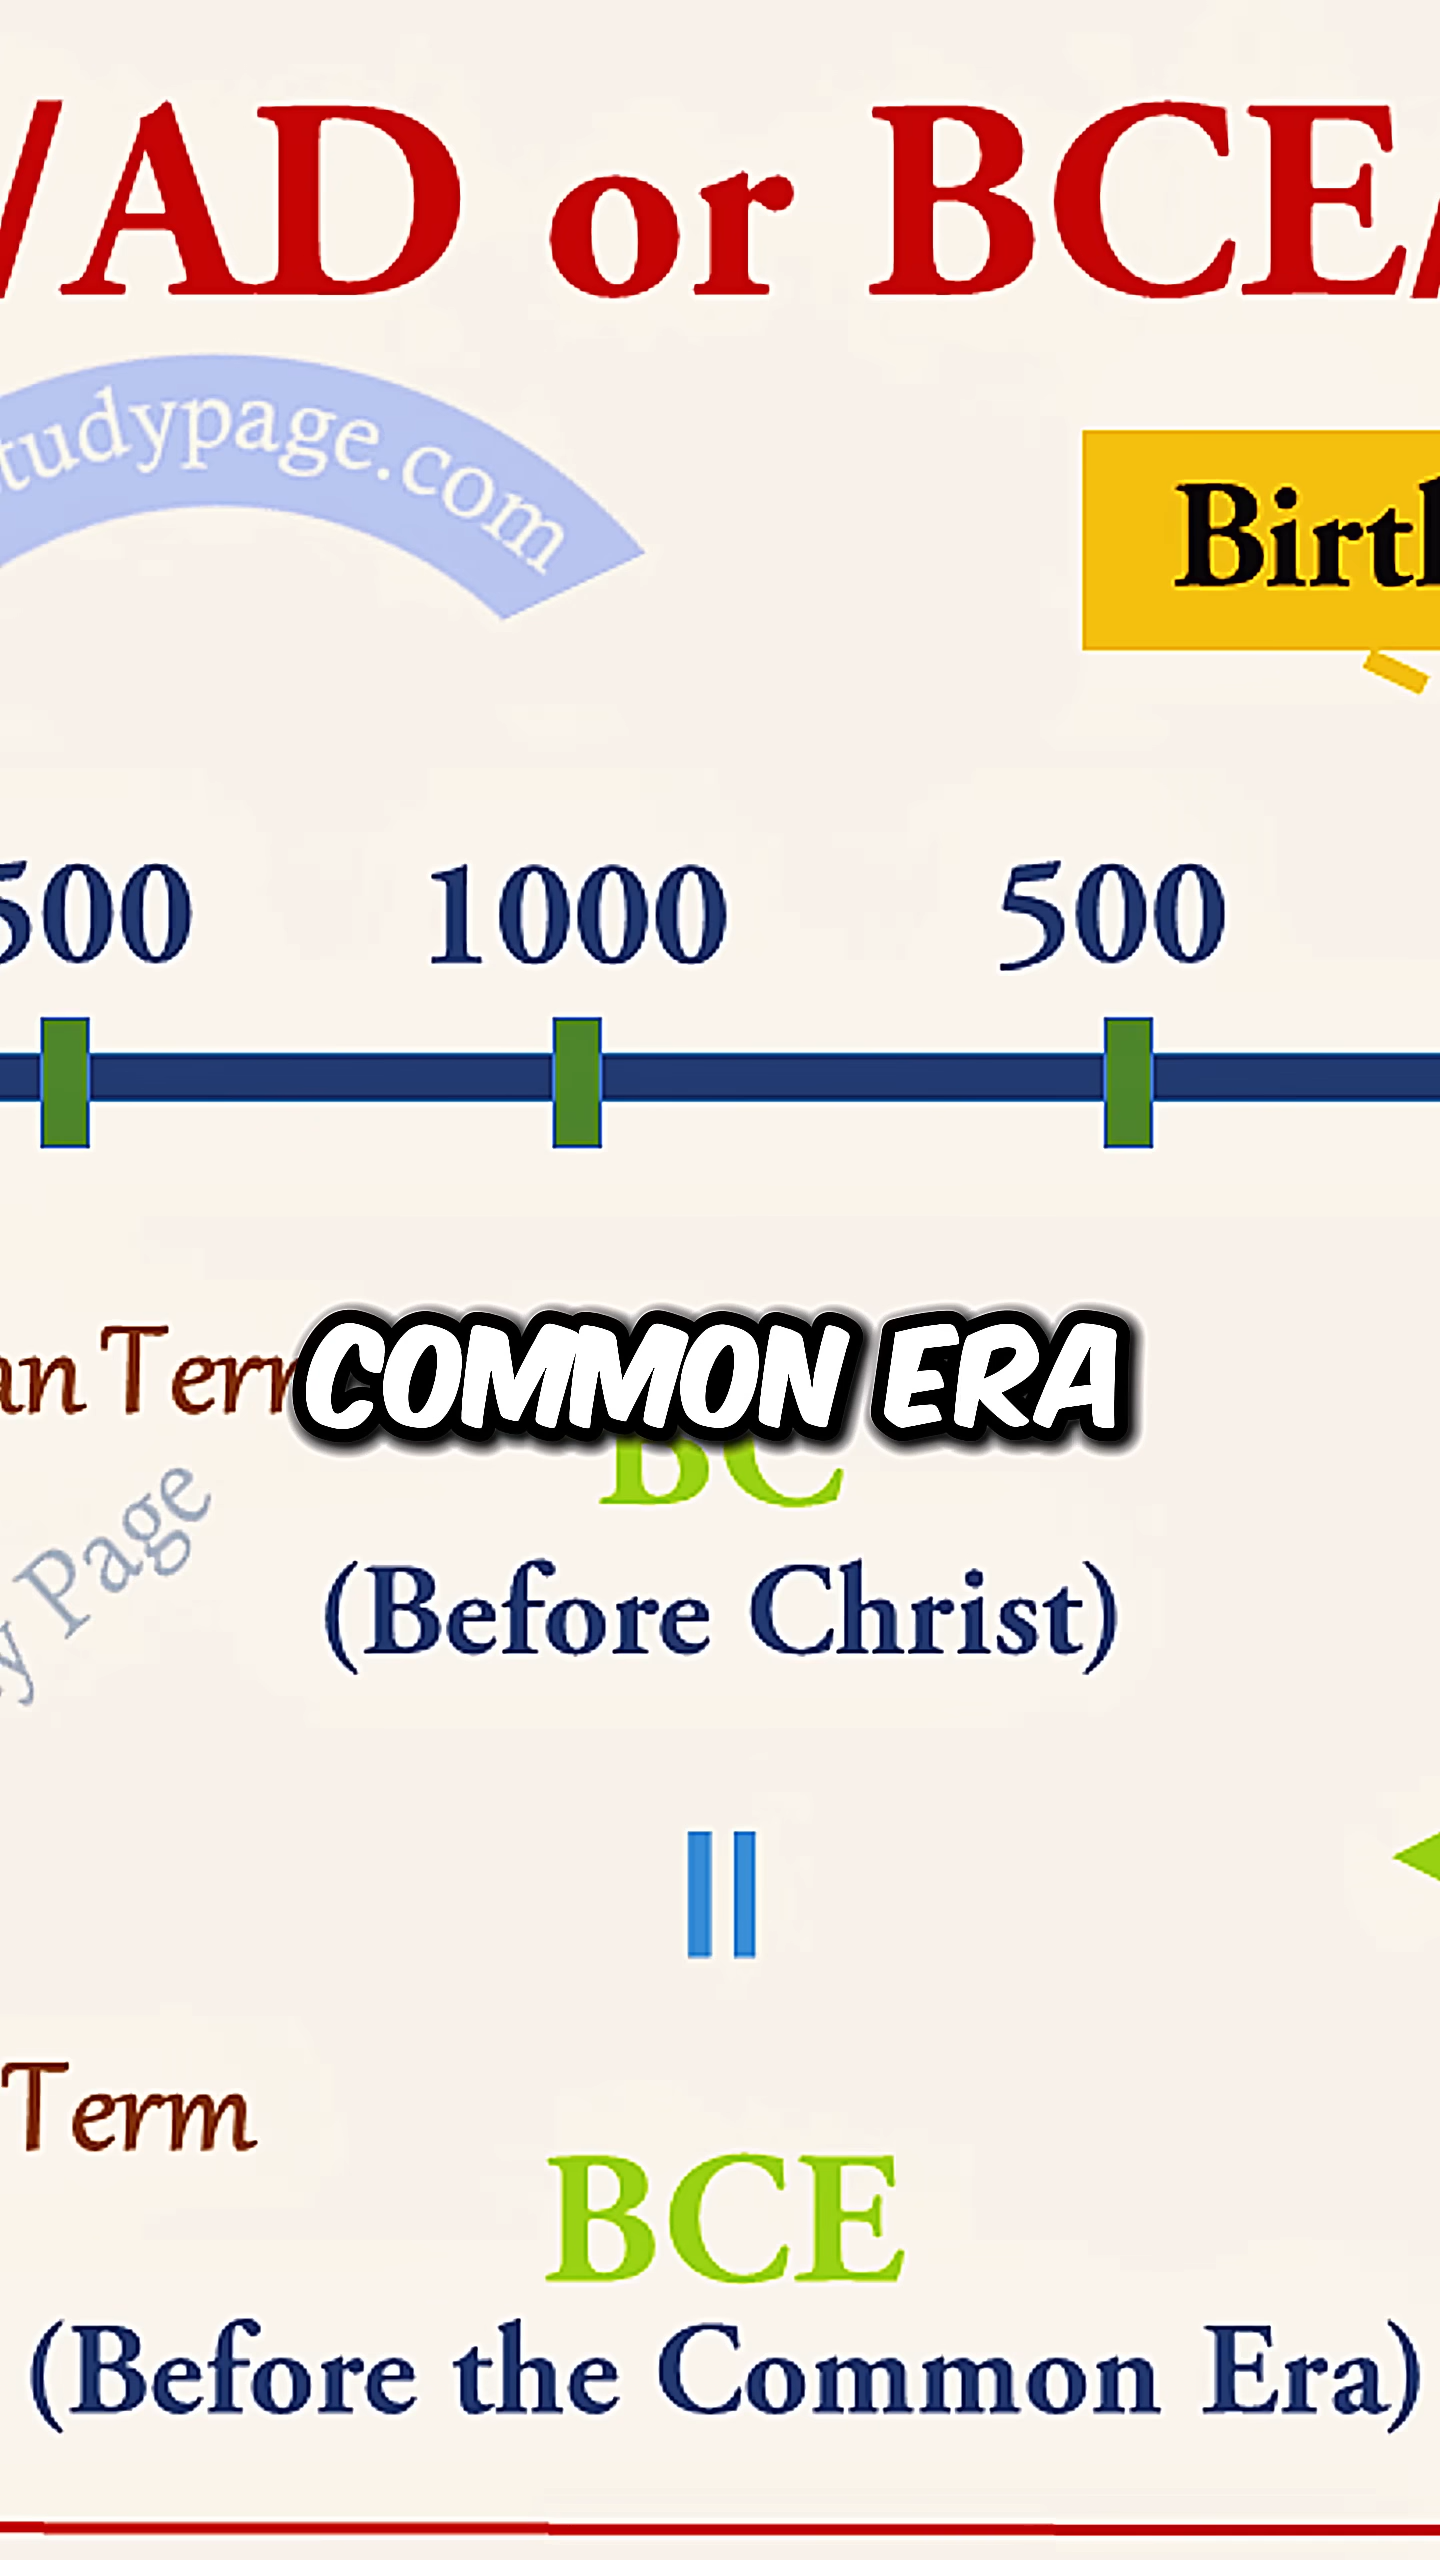 /AD or BCE/
tudypage.com
Birth
500
1000
500
an Term
COMMON ERA
BC
y Page
(Before Christ)
Term
BCE
(Before the Common Era)